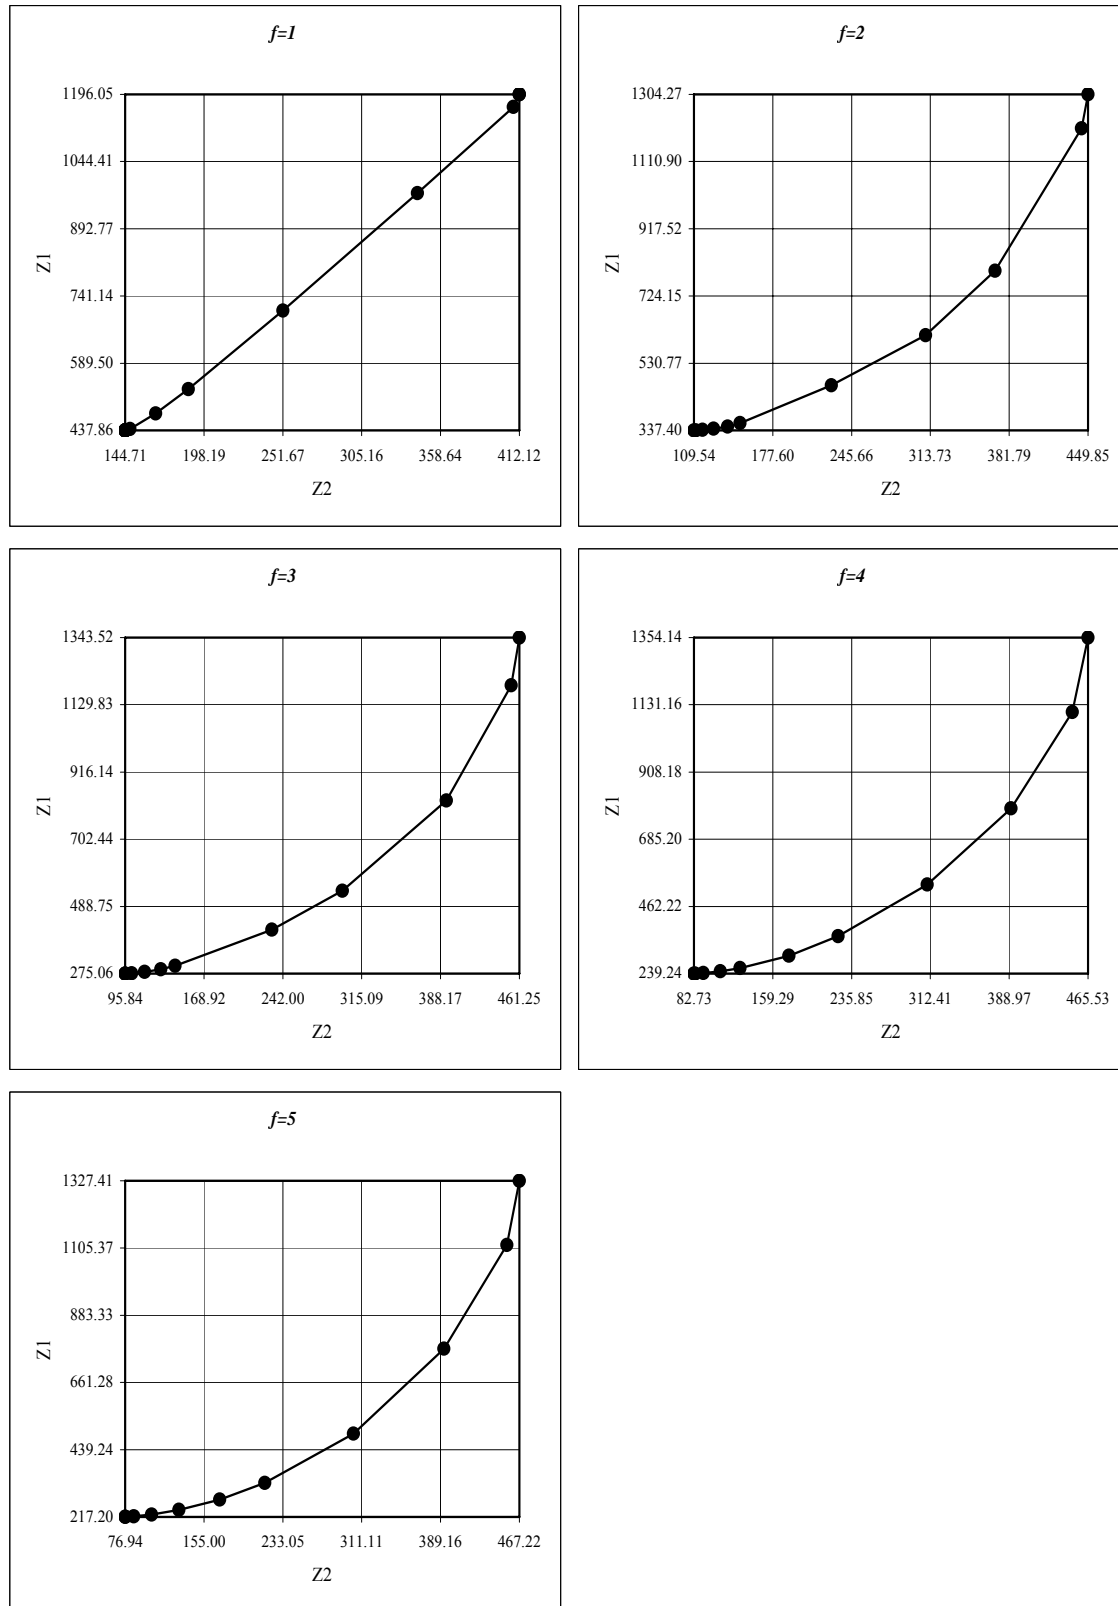 f=1
1196.05
1044.41
892.77
741.14
589.50
437.86
Z1
144.71 198.19 251.67 305.16 358.64 412.12
Z2
f=2
1304.27
1110.90
917.52
724.15
530.77
337.40
Z1
109.54 177.60 245.66 313.73 381.79 449.85
Z2
f=3
1343.52
1129.83
916.14
702.44
488.75
275.06
Z1
95.84 168.92 242.00 315.09 388.17 461.25
Z2
f=4
1354.14
1131.16
908.18
685.20
462.22
239.24
Z1
82.73 159.29 235.85 312.41 388.97 465.53
Z2
f=5
1327.41
1105.37
883.33
661.28
439.24
217.20
Z1
76.94 155.00 233.05 311.11 389.16 467.22
Z2